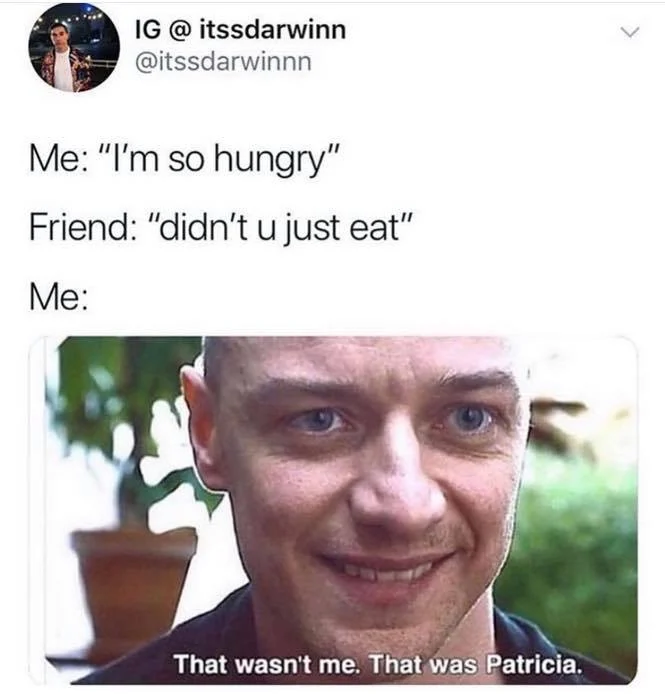 IG @ itssdarwinn
@itssdarwinnn
Me: “I’m so hungry”
Friend: “didn’t u just eat”
Me:
That wasn't me. That was Patricia.